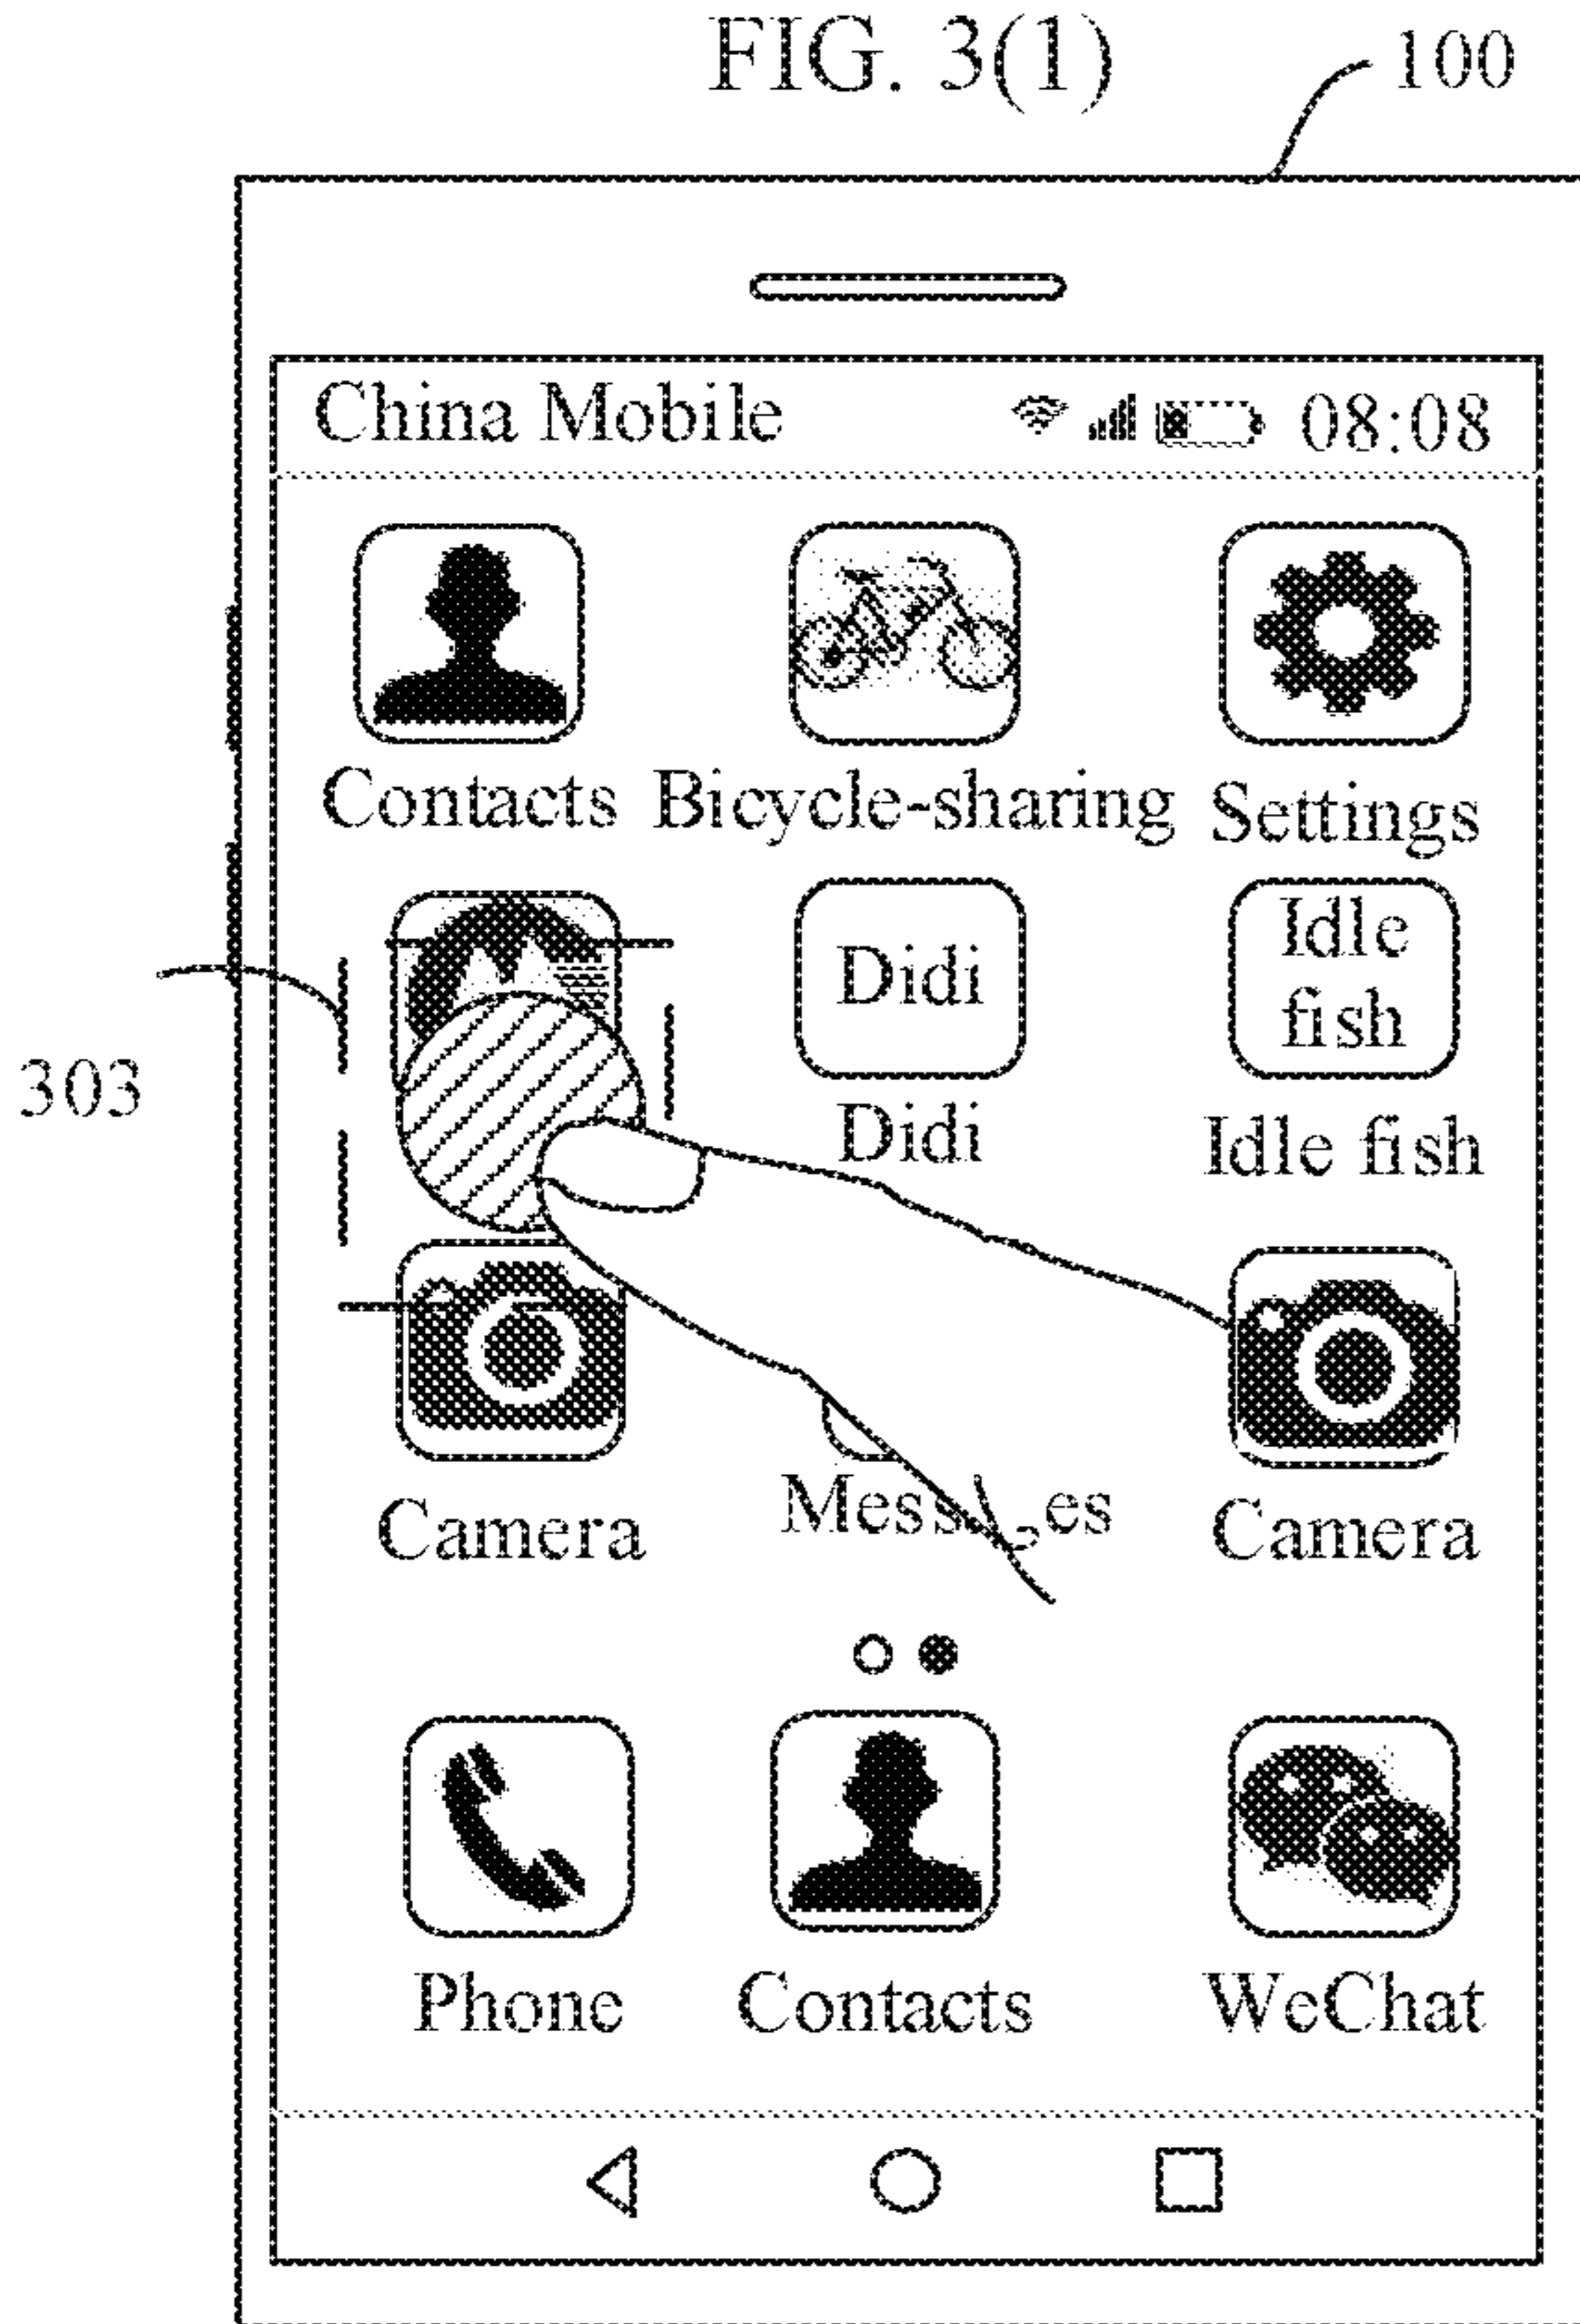 FIG. 3(1)
100
China Mobile 08:08
Contacts Bicycle-sharing Settings
Didi
Idle
fish
303
Didi Idle fish
Camera Camera
Phone Contacts WeChat